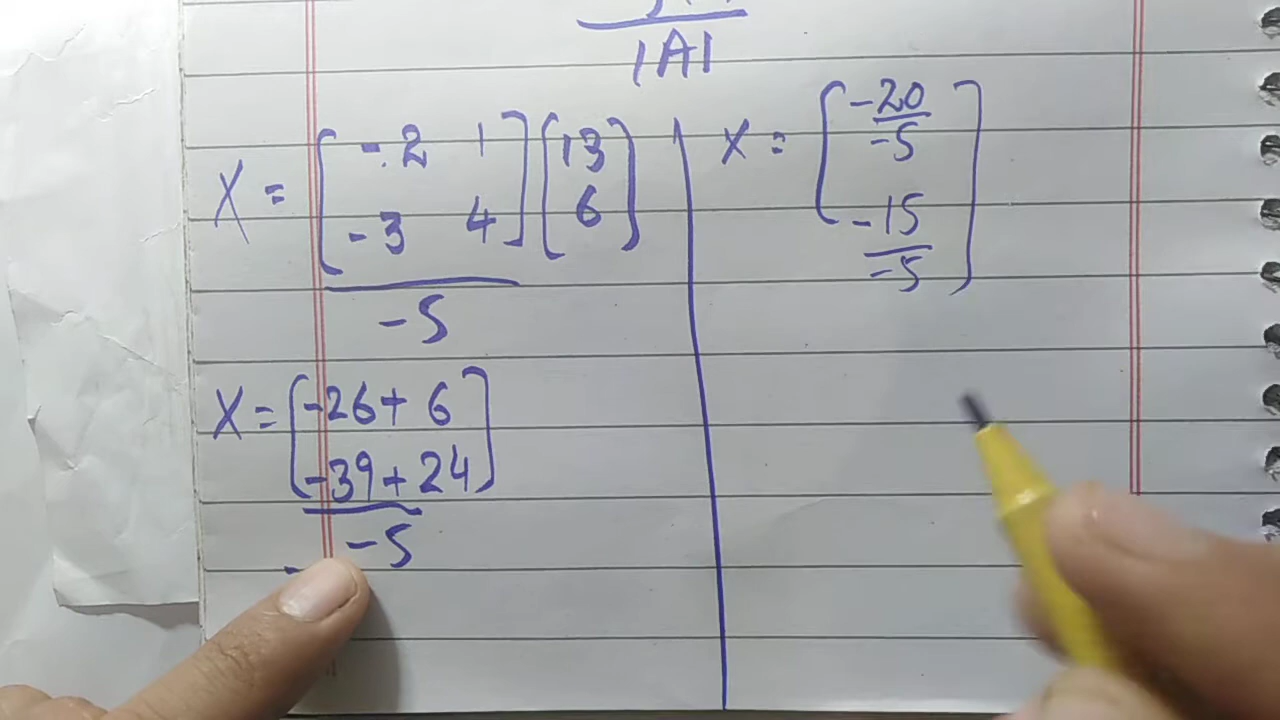 |A|
X = [ -2 1 ] [ 13 ]
[ -3 4 ] [ 6 ]
-5
X = [ -26 + 6 ]
[ -39 + 24 ]
-5
X = [ -20 ]
-5
-15
-5